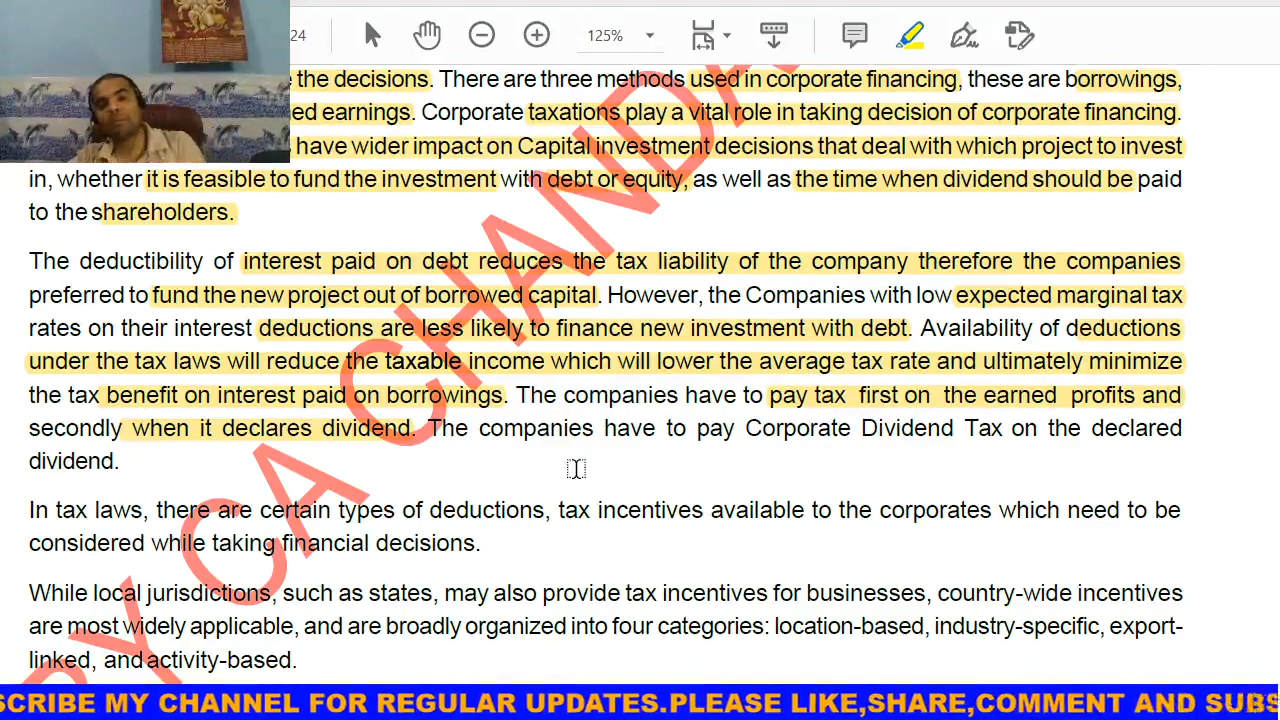 24
125%
the decisions. There are three methods used in corporate financing, these are borrowings,
ed earnings. Corporate taxations play a vital role in taking decision of corporate financing.
have wider impact on Capital investment decisions that deal with which project to invest
in, whether it is feasible to fund the investment with debt or equity, as well as the time when dividend should be paid
to the shareholders.
The deductibility of interest paid on debt reduces the tax liability of the company therefore the companies
preferred to fund the new project out of borrowed capital. However, the Companies with low expected marginal tax
rates on their interest deductions are less likely to finance new investment with debt. Availability of deductions
under the tax laws will reduce the taxable income which will lower the average tax rate and ultimately minimize
the tax benefit on interest paid on borrowings. The companies have to pay tax first on the earned profits and
secondly when it declares dividend. The companies have to pay Corporate Dividend Tax on the declared
dividend.
In tax laws, there are certain types of deductions, tax incentives available to the corporates which need to be
considered while taking financial decisions.
While local jurisdictions, such as states, may also provide tax incentives for businesses, country-wide incentives
are most widely applicable, and are broadly organized into four categories: location-based, industry-specific, export-
linked, and activity-based.
RY CA CHANDA
SCRIBE MY CHANNEL FOR REGULAR UPDATES.PLEASE LIKE,SHARE,COMMENT AND SUBS